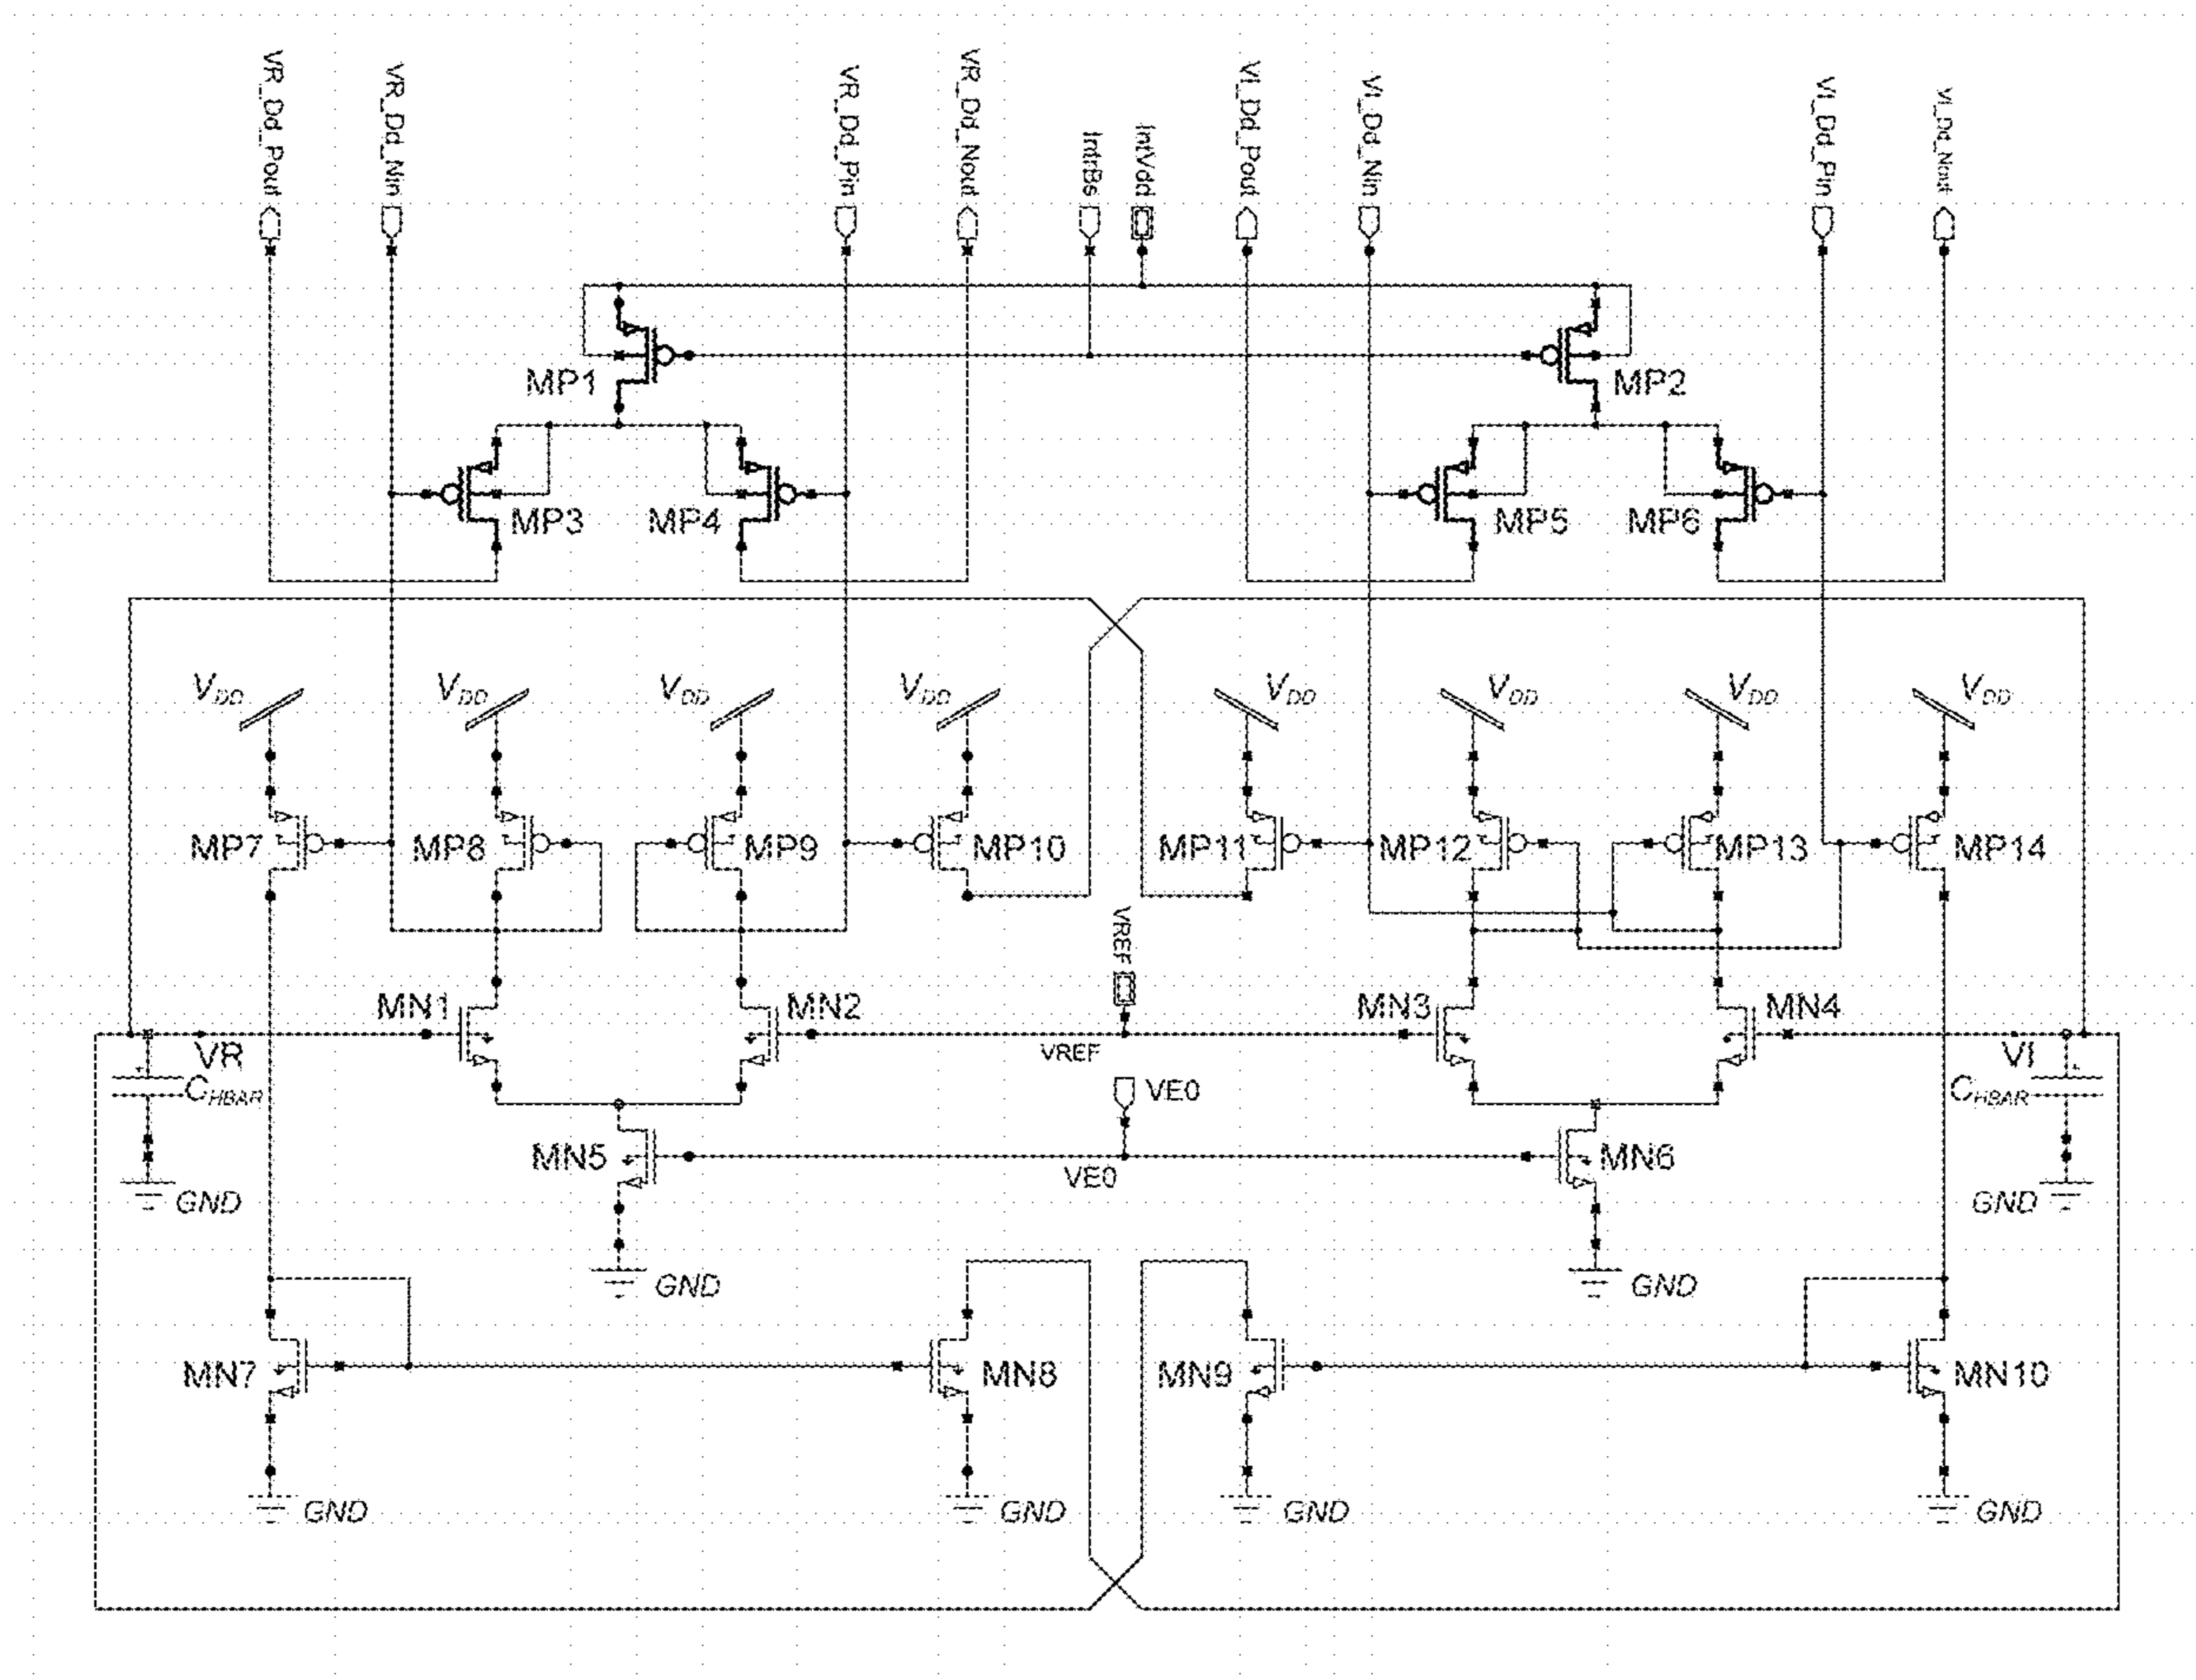 VR_Dd_Pout
VR_Dd_Nin
VR_Dd_Pin
VR_Dd_Nout
IntrBs
IntVdd
VI_Dd_Pout
VI_Dd_Nin
VI_Dd_Pin
VI_Dd_Nout
MP1
MP2
MP3
MP4
MP5
MP6
VDD
VDD
VDD
VDD
VDD
VDD
VDD
VDD
MP7
MP8
MP9
MP10
MP11
MP12
MP13
MP14
VREF
MN1
MN2
MN3
MN4
VR
VREF
VI
CHBAR
VE0
CHBAR
MN5
VE0
MN6
GND
GND
GND
GND
MN7
MN8
MN9
MN10
GND
GND
GND
GND